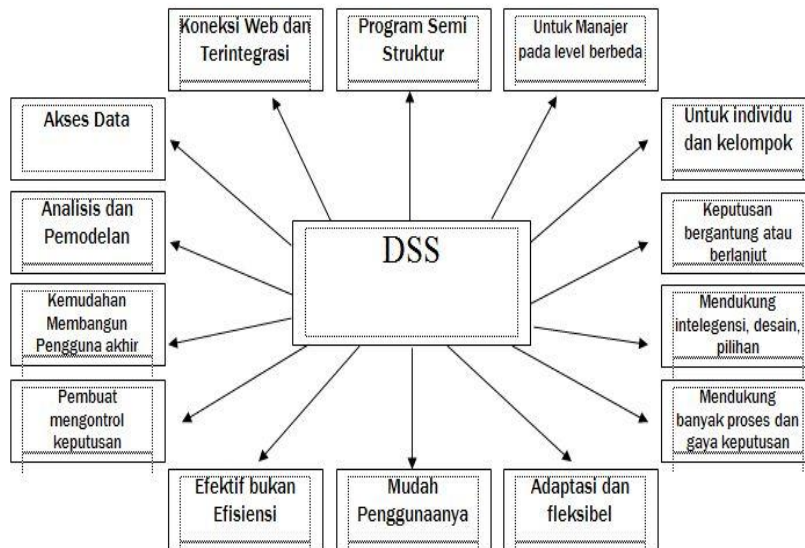 Koneksi Web dan
Terintegrasi
Program Semi
Struktur
Untuk Manajer
pada level berbeda
Akses Data
Untuk individu
dan kelompok
Analisis dan
Pemodelan
DSS
Keputusan
bergantung atau
berlanjut
Kemudahan
Membangun
Pengguna akhir
Mendukung
intelegensi, desain,
pilihan
Pembuat
mengontrol
keputusan
Mendukung
banyak proses dan
gaya keputusan
Efektif bukan
Efisiensi
Mudah
Penggunaanya
Adaptasi dan
fleksibel